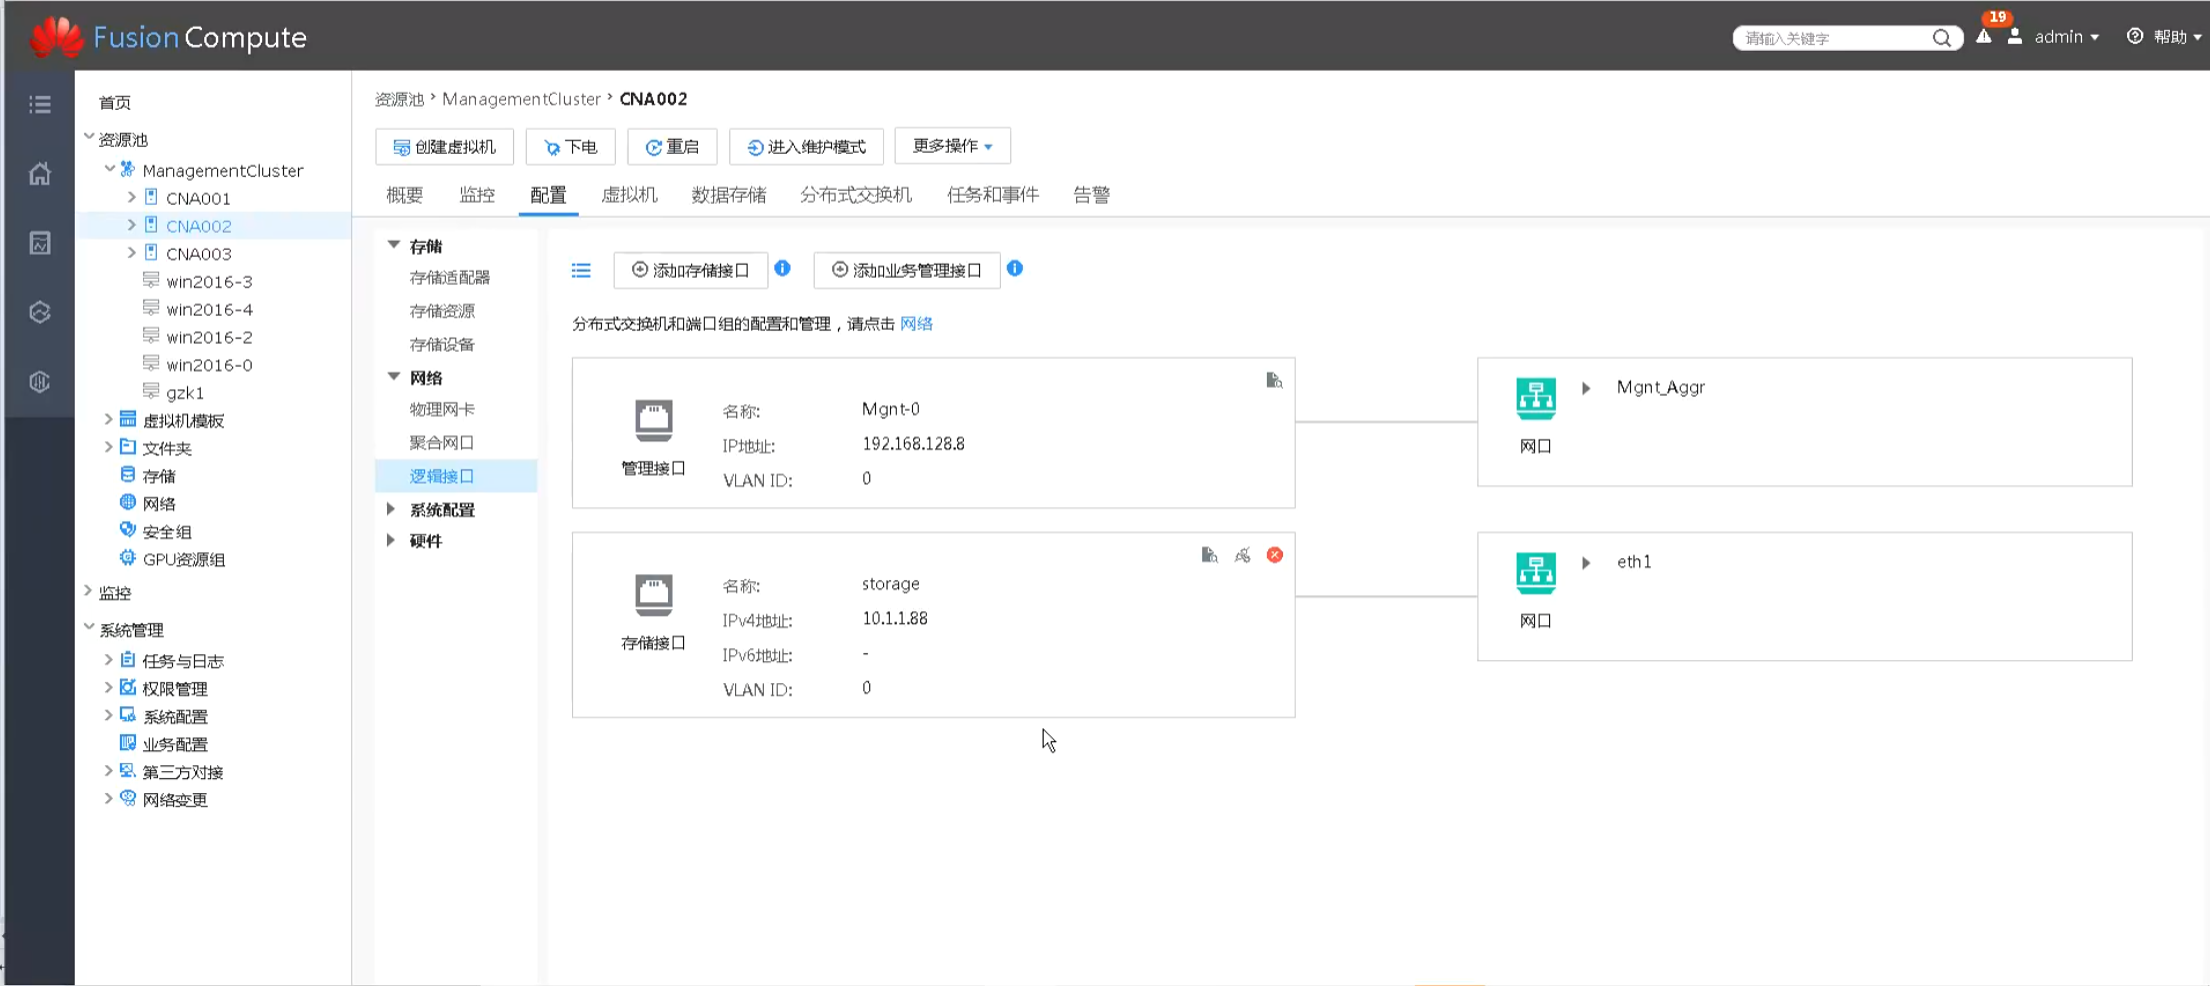 Fusion Compute
请输入关键字
19
admin
帮助
首页
资源池
ManagementCluster
CNA001
CNA002
CNA003
win2016-3
win2016-4
win2016-2
win2016-0
gzk1
虚拟机模板
文件夹
存储
网络
安全组
GPU资源组
监控
系统管理
任务与日志
权限管理
系统配置
业务配置
第三方对接
网络变更
资源池 > ManagementCluster > CNA002
创建虚拟机
下电
重启
进入维护模式
更多操作
概要
监控
配置
虚拟机
数据存储
分布式交换机
任务和事件
告警
存储
存储适配器
存储资源
存储设备
网络
物理网卡
聚合网口
逻辑接口
系统配置
硬件
添加存储接口
添加业务管理接口
分布式交换机和端口组的配置和管理，请点击 网络
管理接口
名称: Mgnt-0
IP地址: 192.168.128.8
VLAN ID: 0
Mgnt_Aggr
网口
存储接口
名称: storage
IPv4地址: 10.1.1.88
IPv6地址: -
VLAN ID: 0
eth1
网口